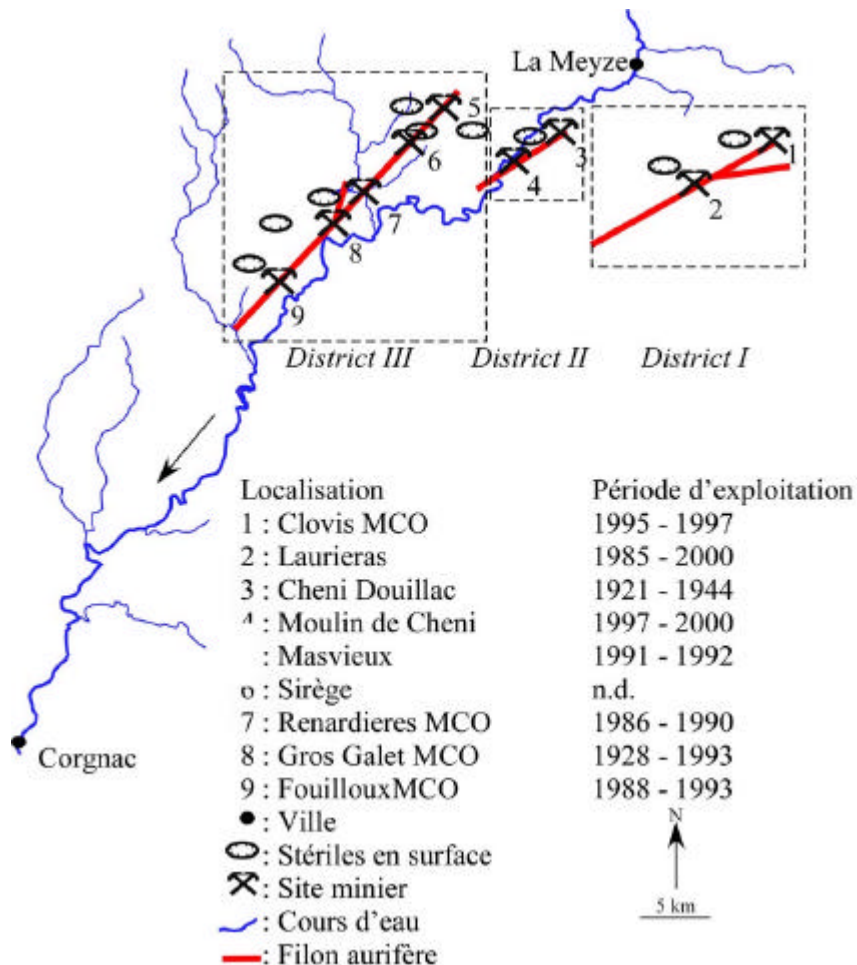 La Meyze
5
6
3
4
1
2
7
8
9
District III
District II
District I
Corgnac
Localisation Période d'exploitation
1 : Clovis MCO 1995 - 1997
2 : Laurieras 1985 - 2000
3 : Cheni Douillac 1921 - 1944
4 : Moulin de Cheni 1997 - 2000
: Masvieux 1991 - 1992
6 : Sirège n.d.
7 : Renardieres MCO 1986 - 1990
8 : Gros Galet MCO 1928 - 1993
9 : FouillouxMCO 1988 - 1993
: Ville
: Stériles en surface
: Site minier
: Cours d'eau
: Filon aurifère
N
5 km